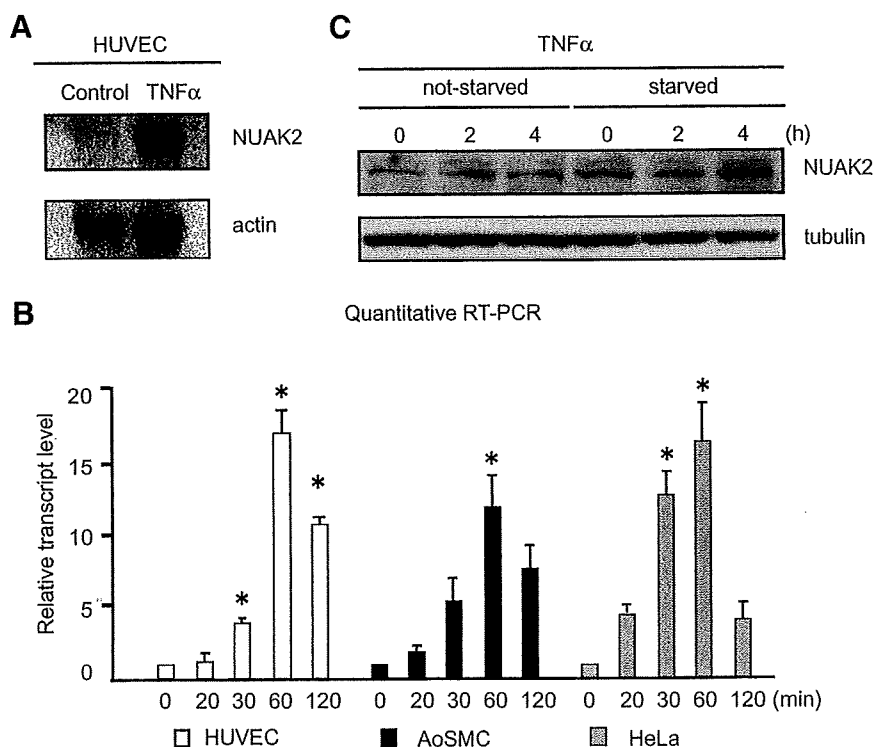 A
HUVEC
Control TNFα
NUAK2
actin
C
TNFα
not-starved starved
0 2 4 0 2 4 (h)
NUAK2
tubulin
B
Quantitative RT-PCR
Relative transcript level
20
15
10
5
0
* * * * * *
0 20 30 60 120 0 20 30 60 120 0 20 30 60 120 (min)
HUVEC AoSMC HeLa